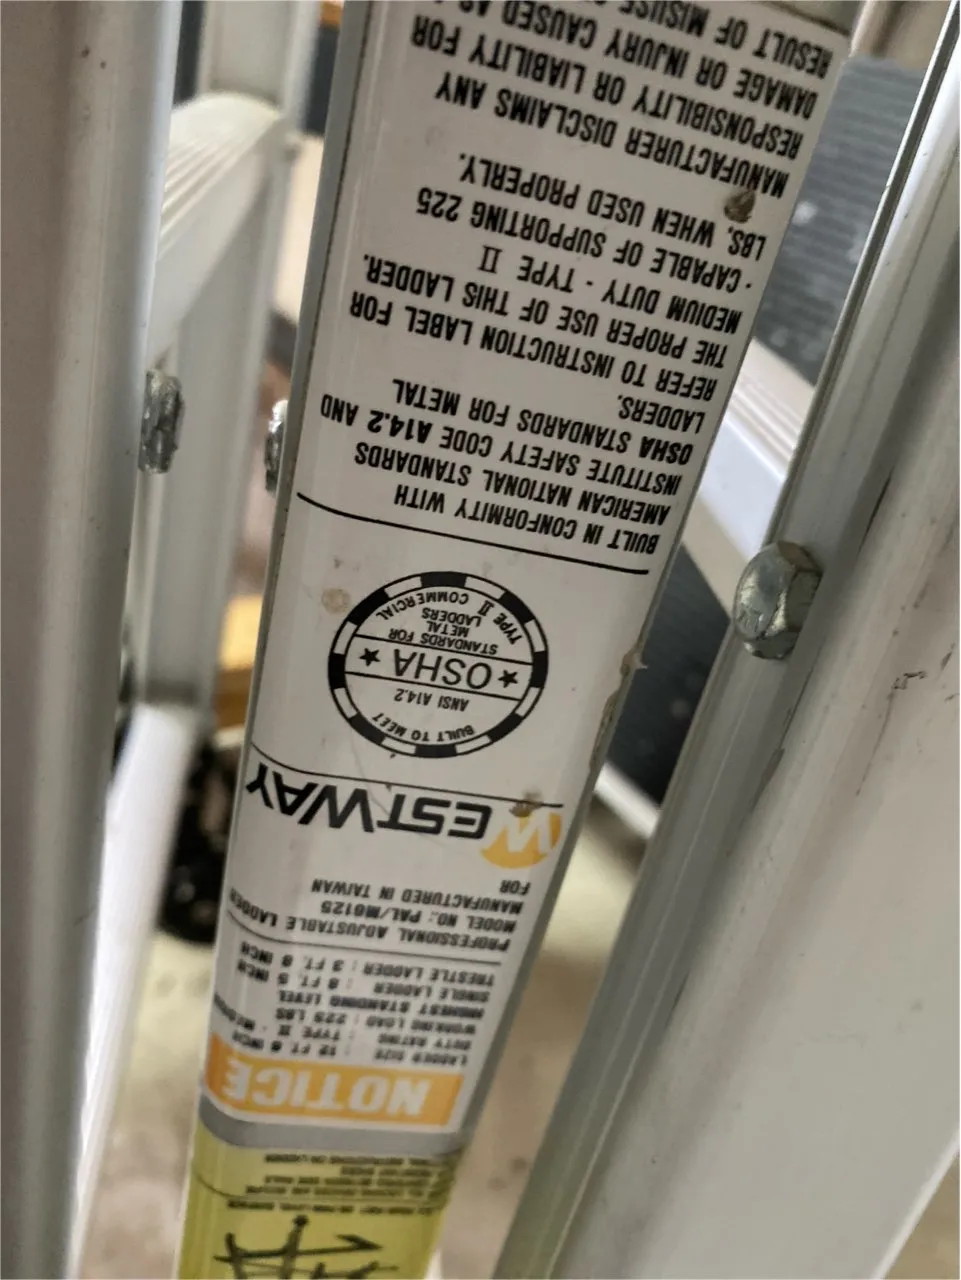 NOTICE
LADDER SIZE : 12 FT. 6 INCH
DUTY RATING : TYPE II - 
WORKING LOAD : 225 LBS
HIGHEST STANDING LEVEL
SINGLE LADDER : 8 FT. 5 INCH
TRESTLE LADDER : 3 FT. 8 INCH
PROFESSIONAL ADJUSTABLE LADDER
MODEL NO.: PAL/M6125
MANUFACTURED IN TAIWAN
FOR
WESTWAY
BUILT TO MEET
ANSI A14.2
★ OSHA ★
STANDARDS FOR
METAL
LADDERS
TYPE II COMMERCIAL
BUILT IN CONFORMITY WITH
AMERICAN NATIONAL STANDARDS
INSTITUTE SAFETY CODE A14.2 AND
OSHA STANDARDS FOR METAL
LADDERS.
REFER TO INSTRUCTION LABEL FOR
THE PROPER USE OF THIS LADDER.
MEDIUM DUTY - TYPE II
· CAPABLE OF SUPPORTING 225
LBS. WHEN USED PROPERLY.
MANUFACTURER DISCLAIMS ANY
RESPONSIBILITY OR LIABILITY FOR
DAMAGE OR INJURY CAUSED AS
RESULT OF MISUSE